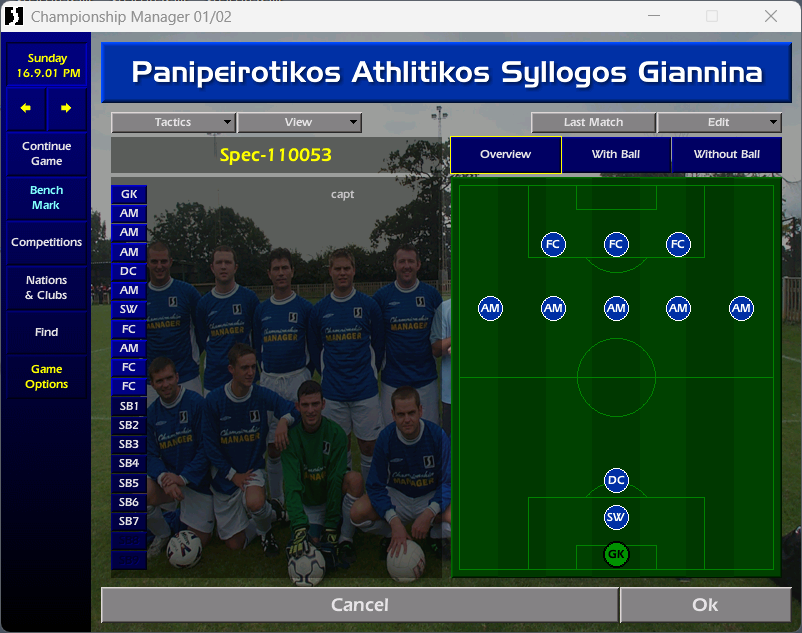 Championship Manager 01/02
Sunday
16.9.01 PM
Panipeirotikos Athlitikos Syllogos Giannina
Continue
Game
Bench
Mark
Competitions
Nations
& Clubs
Find
Game
Options
Tactics
View
Last Match
Edit
Spec-110053
Overview
With Ball
Without Ball
capt
GK
AM
AM
AM
DC
AM
SW
FC
AM
FC
FC
SB1
SB2
SB3
SB4
SB5
SB6
SB7
FC FC FC
AM AM AM AM AM
DC
SW
GK
Cancel
Ok